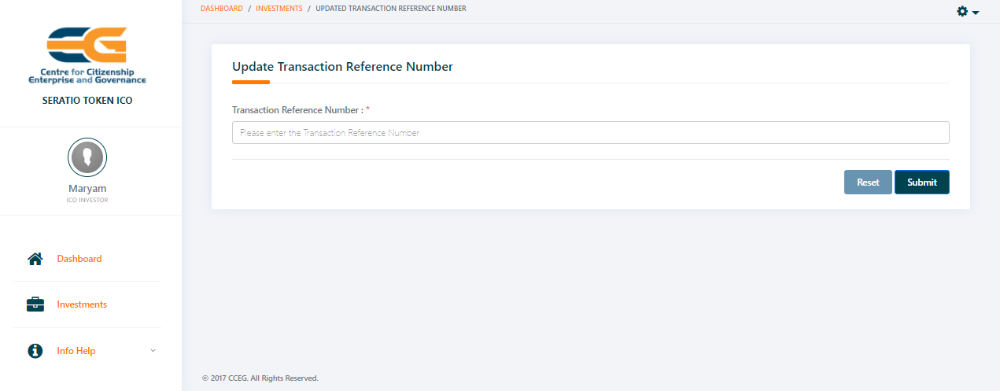 DASHBOARD / INVESTMENTS / UPDATED TRANSACTION REFERENCE NUMBER
Centre for Citizenship
Enterprise and Governance
SERATIO TOKEN ICO
Maryam
ICO INVESTOR
Dashboard
Investments
Info Help
Update Transaction Reference Number
Transaction Reference Number : *
Please enter the Transaction Reference Number
Reset Submit
© 2017 CCEG. All Rights Reserved.